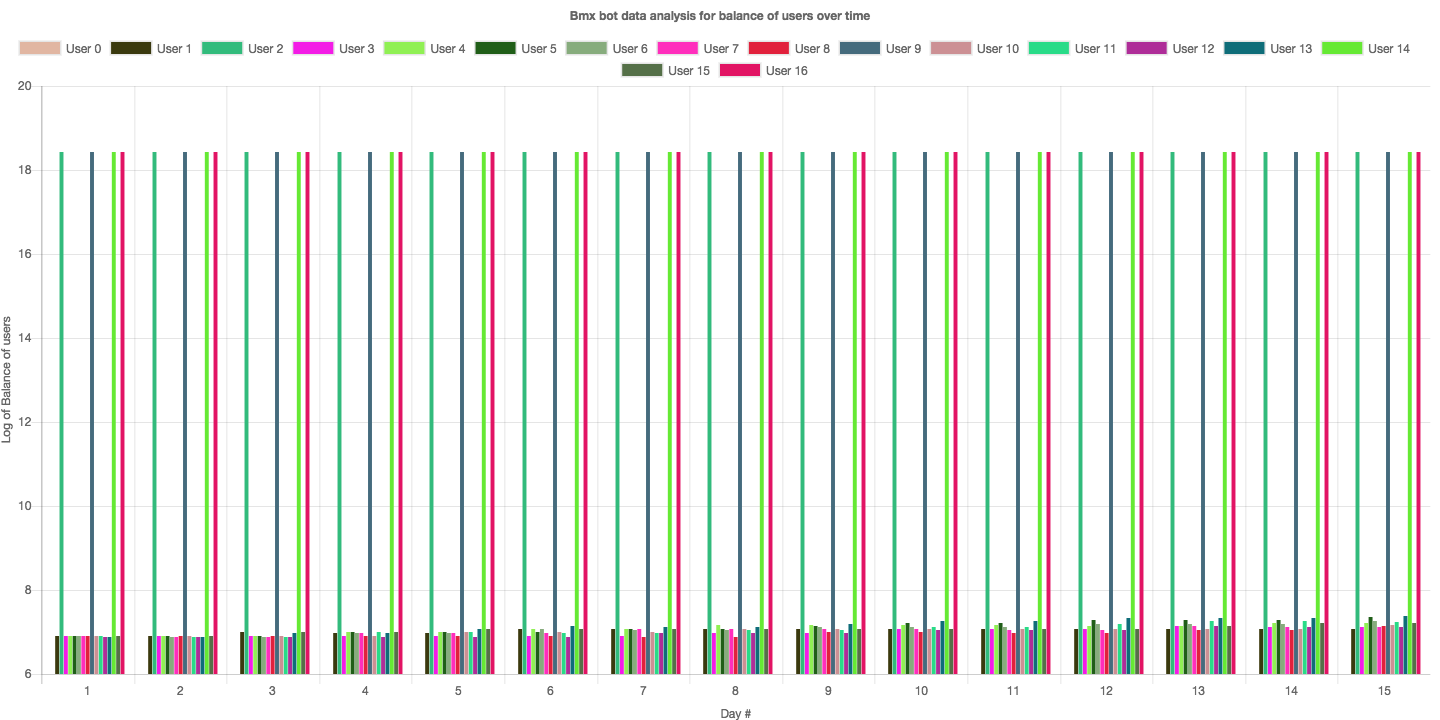 Bmx bot data analysis for balance of users over time
User 0 User 1 User 2 User 3 User 4 User 5 User 6 User 7 User 8 User 9 User 10 User 11 User 12 User 13 User 14
User 15 User 16
20
18
16
14
12
10
8
6
Log of Balance of users
1 2 3 4 5 6 7 8 9 10 11 12 13 14 15
Day #